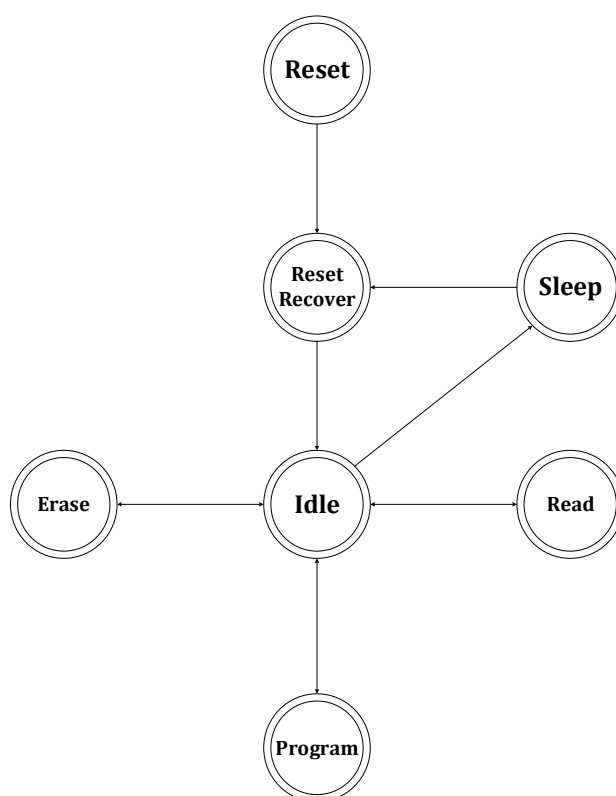 Reset
Reset
Recover
Sleep
Erase
Idle
Read
Program